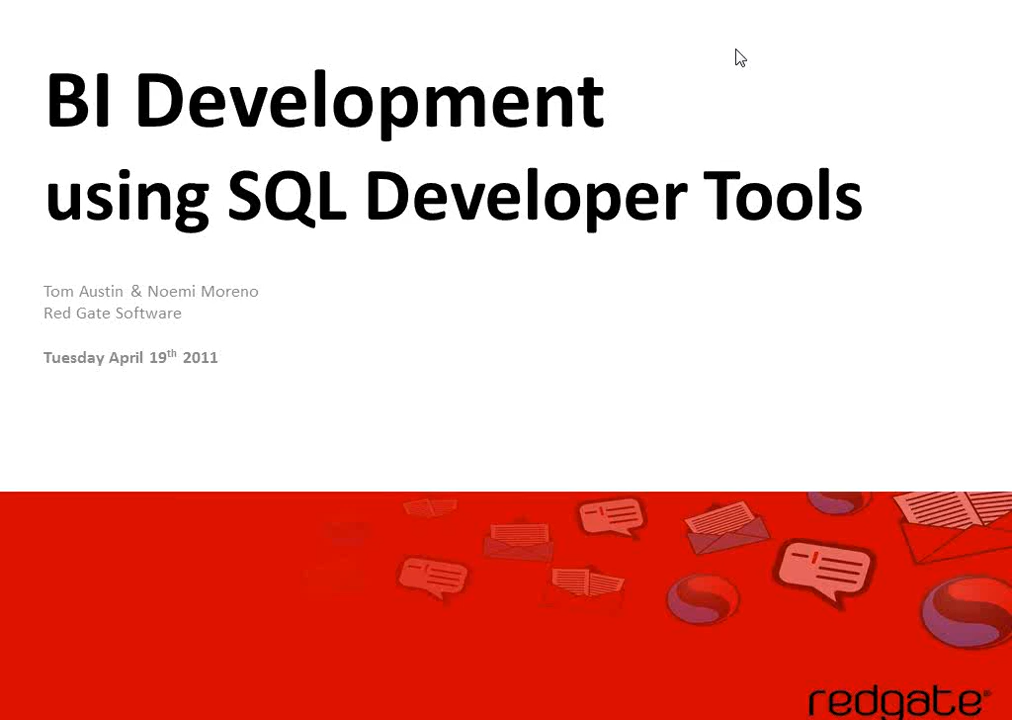 BI Development
using SQL Developer Tools
Tom Austin & Noemi Moreno
Red Gate Software
Tuesday April 19th 2011
redgate®